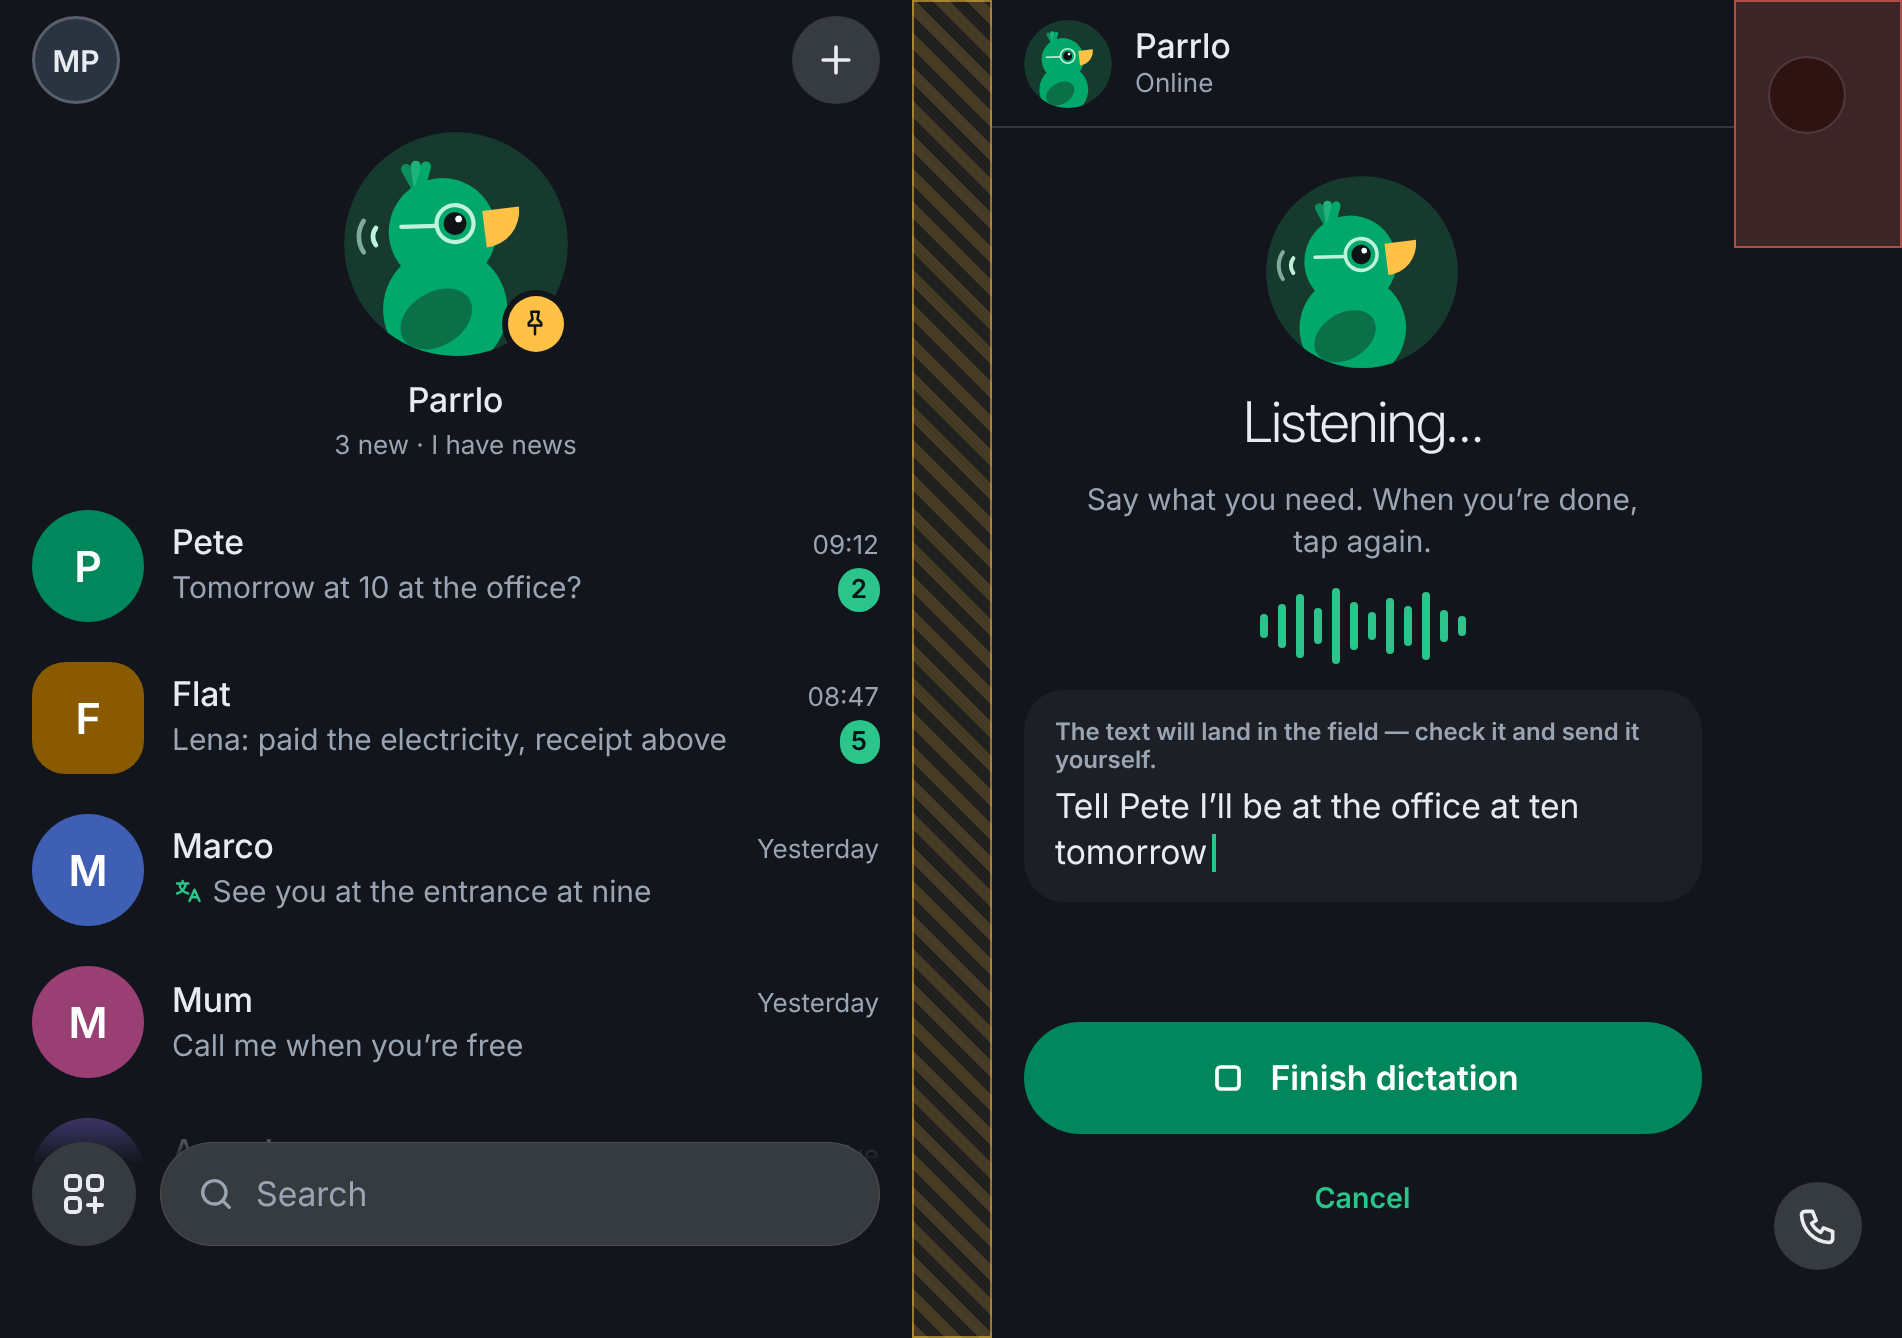 MP
Parrlo
3 new · I have news
P
Pete
09:12
Tomorrow at 10 at the office?
2
F
Flat
08:47
Lena: paid the electricity, receipt above
5
M
Marco
Yesterday
See you at the entrance at nine
M
Mum
Yesterday
Call me when you’re free
Search
Parrlo
Online
Listening...
Say what you need. When you’re done,
tap again.
The text will land in the field — check it and send it
yourself.
Tell Pete I’ll be at the office at ten
tomorrow
Finish dictation
Cancel